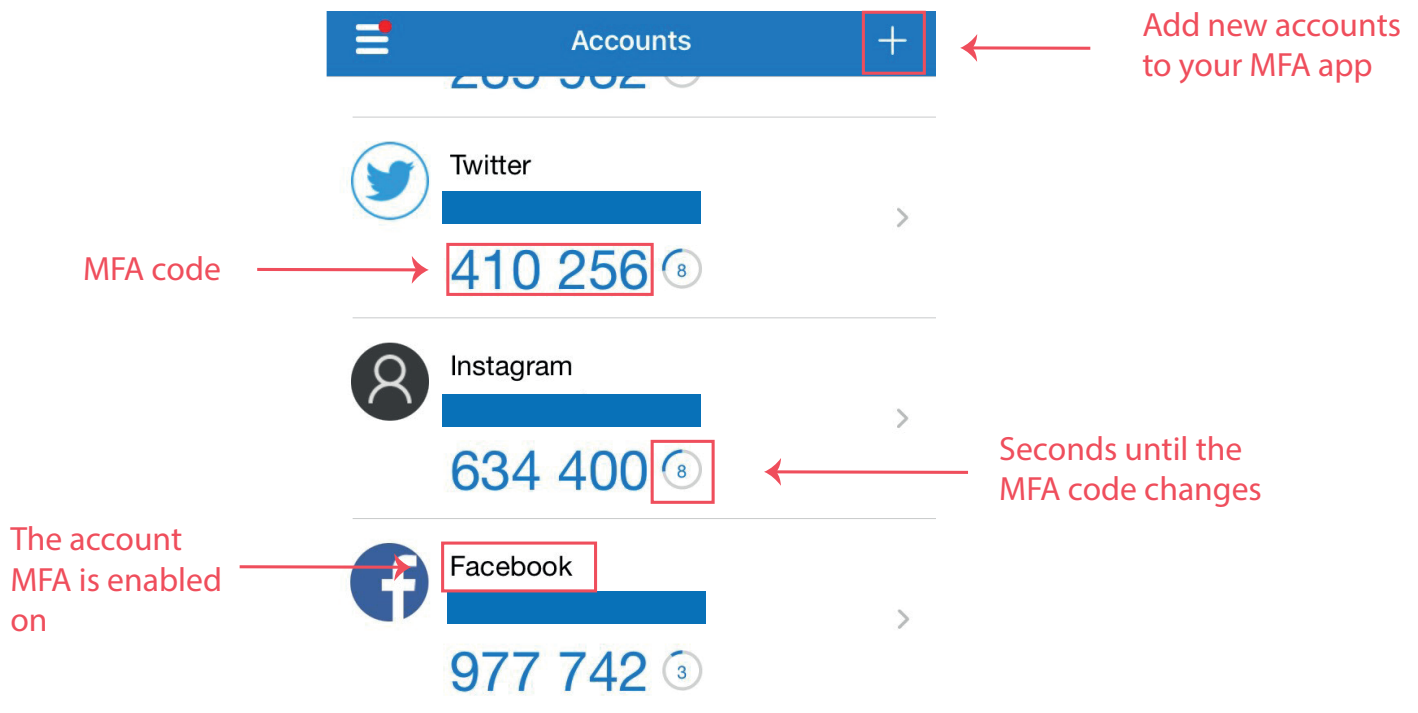 Accounts
Add new accounts
to your MFA app
Twitter
MFA code
410 256
8
Instagram
634 400
8
Seconds until the
MFA code changes
The account
MFA is enabled
on
Facebook
977 742
3